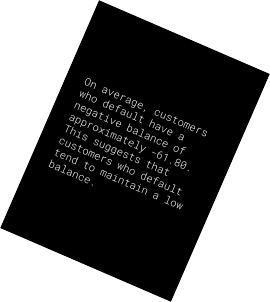 On average, customers
who default have a
negative balance of
approximately -61.80.
This suggests that
customers who default
tend to maintain a low
balance.